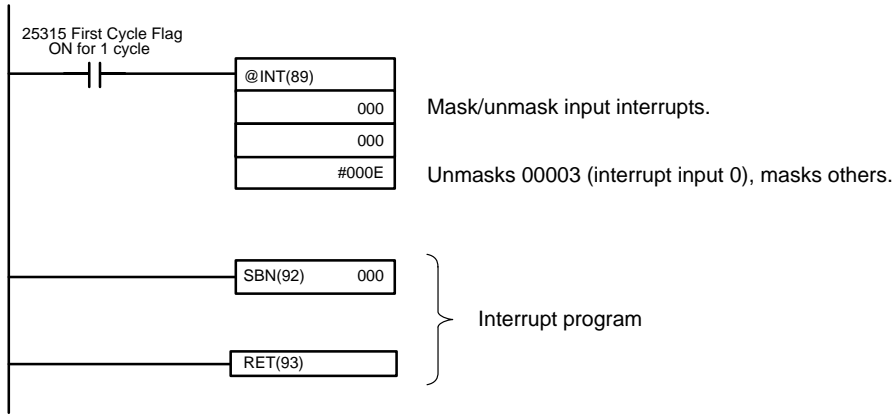 25315 First Cycle Flag
ON for 1 cycle
@INT(89)
000 Mask/unmask input interrupts.
000
#000E Unmasks 00003 (interrupt input 0), masks others.
SBN(92) 000
Interrupt program
RET(93)